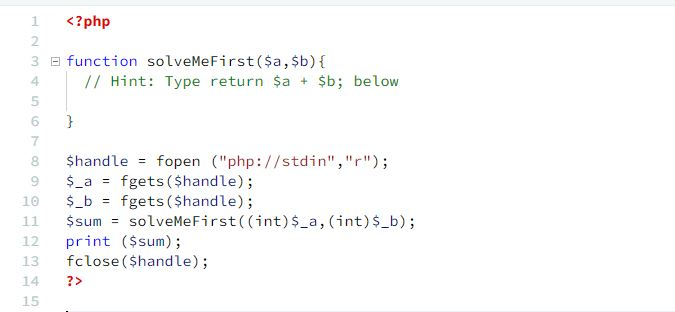 1 <?php
2
3 function solveMeFirst($a,$b){
4 // Hint: Type return $a + $b; below
5
6 }
7
8 $handle = fopen ("php://stdin","r");
9 $_a = fgets($handle);
10 $_b = fgets($handle);
11 $sum = solveMeFirst((int)$_a,(int)$_b);
12 print ($sum);
13 fclose($handle);
14 ?>
15